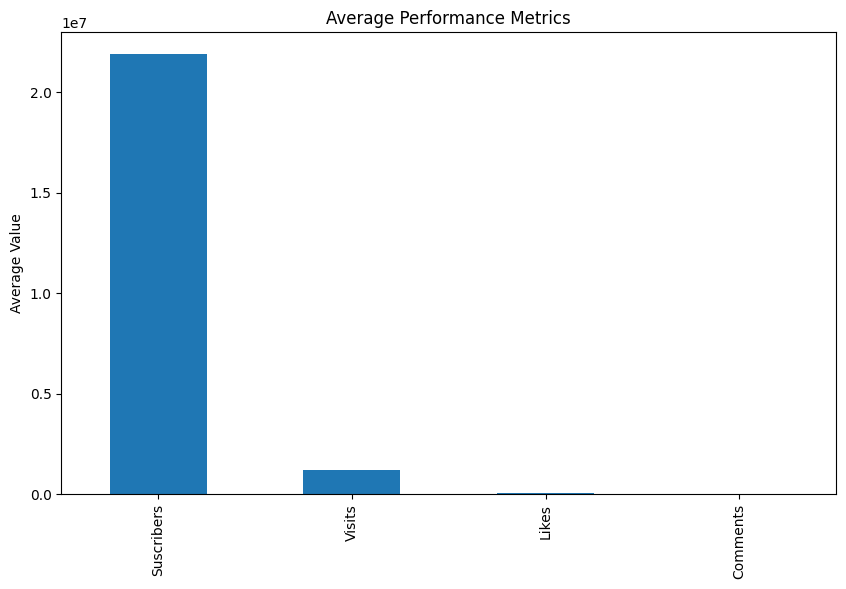 Average Performance Metrics
1e7
2.0
1.5
1.0
0.5
0.0
Average Value
Suscribers
Visits
Likes
Comments